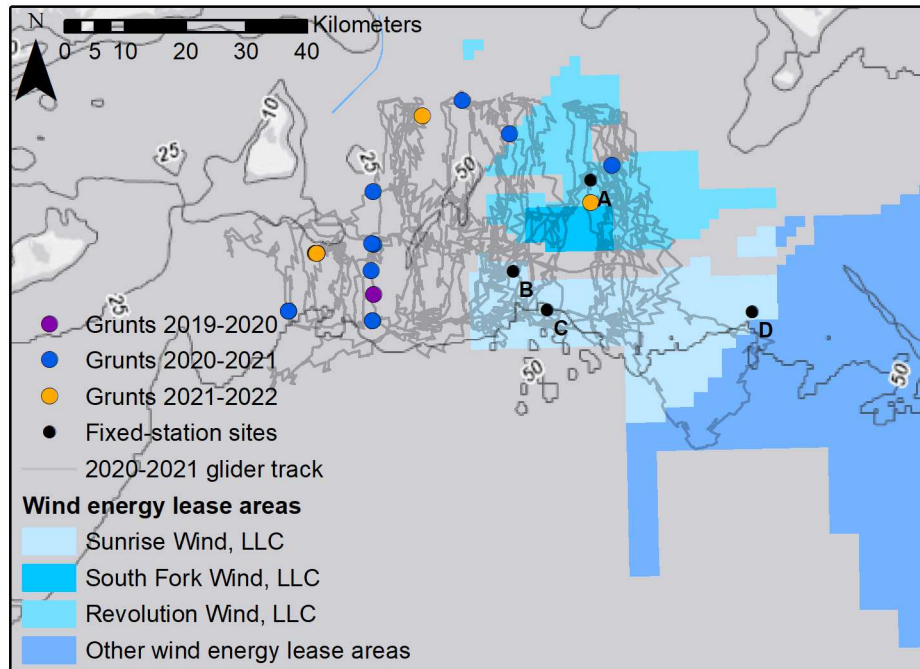 N
Kilometers
0 5 10 20 30 40
10
25
25
50
A
B
C
D
25
50
50
Grunts 2019-2020
Grunts 2020-2021
Grunts 2021-2022
Fixed-station sites
2020-2021 glider track
Wind energy lease areas
Sunrise Wind, LLC
South Fork Wind, LLC
Revolution Wind, LLC
Other wind energy lease areas